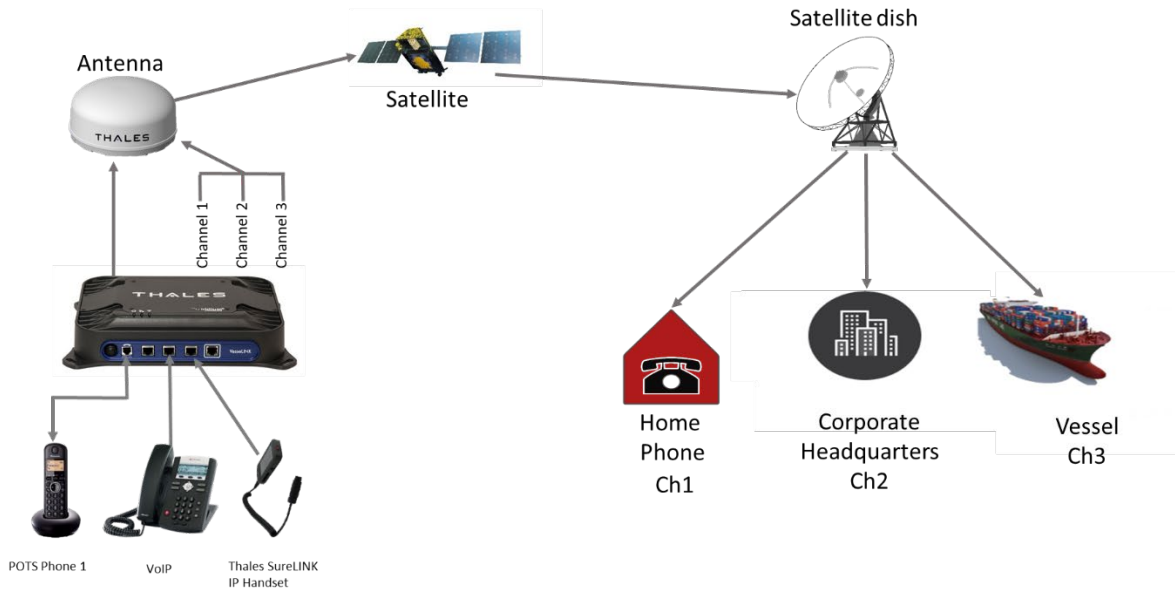 Satellite dish
Antenna
Satellite
THALES
Channel 1
Channel 2
Channel 3
THALES
Home
Phone
Ch1
Corporate
Headquarters
Ch2
Vessel
Ch3
POTS Phone 1
VoIP
Thales SureLINK
IP Handset